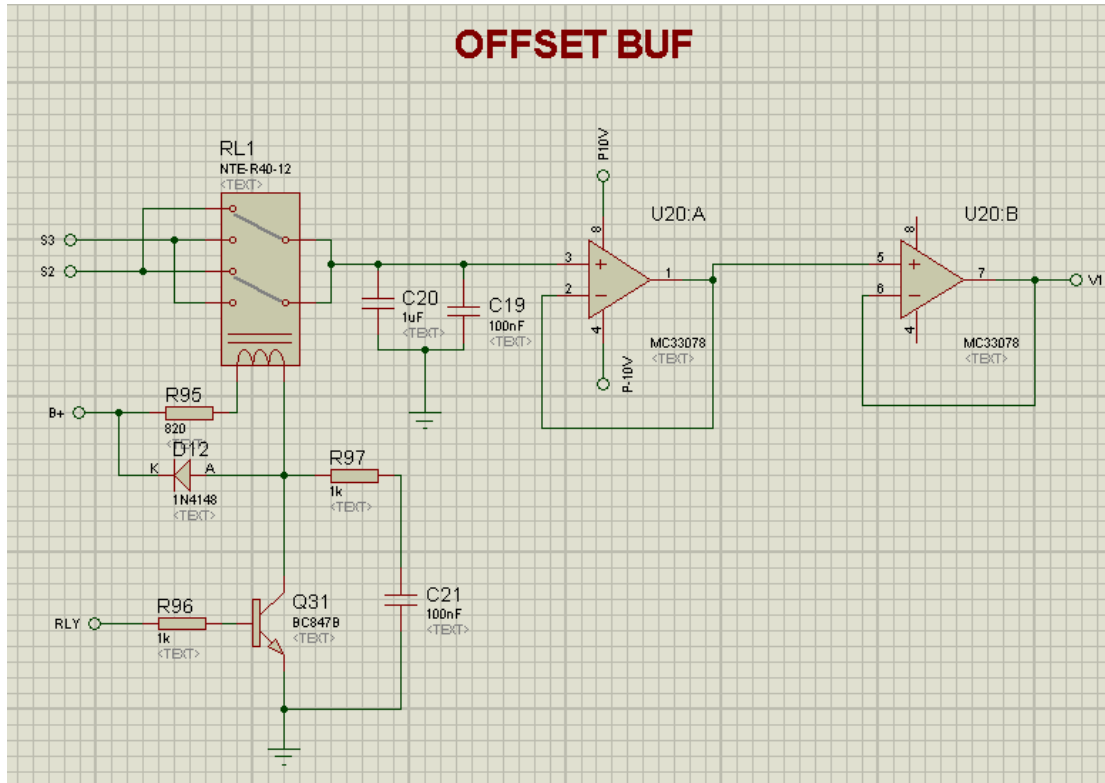 OFFSET BUF
RL1
NTE-R40-12
<TEXT>
S3
S2
P10V
8
U20:A
3
2
+
−
1
4
MC33078
<TEXT>
P-10V
8
U20:B
5
6
+
−
7
4
MC33078
<TEXT>
V1
C20
1uF
<TEXT>
C19
100nF
<TEXT>
B+
R95
820
<TEXT>
D12
K
A
1N4148
<TEXT>
R97
1k
<TEXT>
RLY
R96
1k
<TEXT>
Q31
BC847B
<TEXT>
C21
100nF
<TEXT>